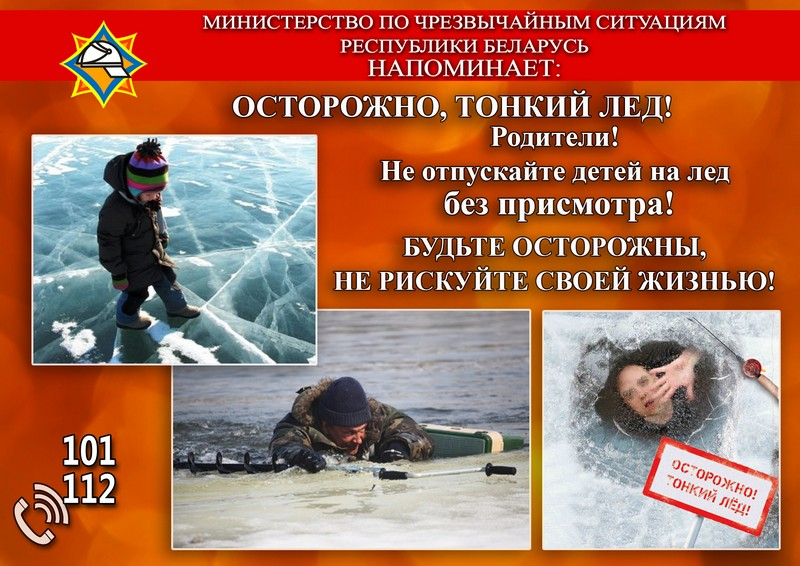 МИНИСТЕРСТВО ПО ЧРЕЗВЫЧАЙНЫМ СИТУАЦИЯМ
РЕСПУБЛИКИ БЕЛАРУСЬ
НАПОМИНАЕТ:
ОСТОРОЖНО, ТОНКИЙ ЛЕД!
Родители!
Не отпускайте детей на лед
без присмотра!
БУДЬТЕ ОСТОРОЖНЫ,
НЕ РИСКУЙТЕ СВОЕЙ ЖИЗНЬЮ!
101
112
ОСТОРОЖНО!
ТОНКИЙ ЛЁД!